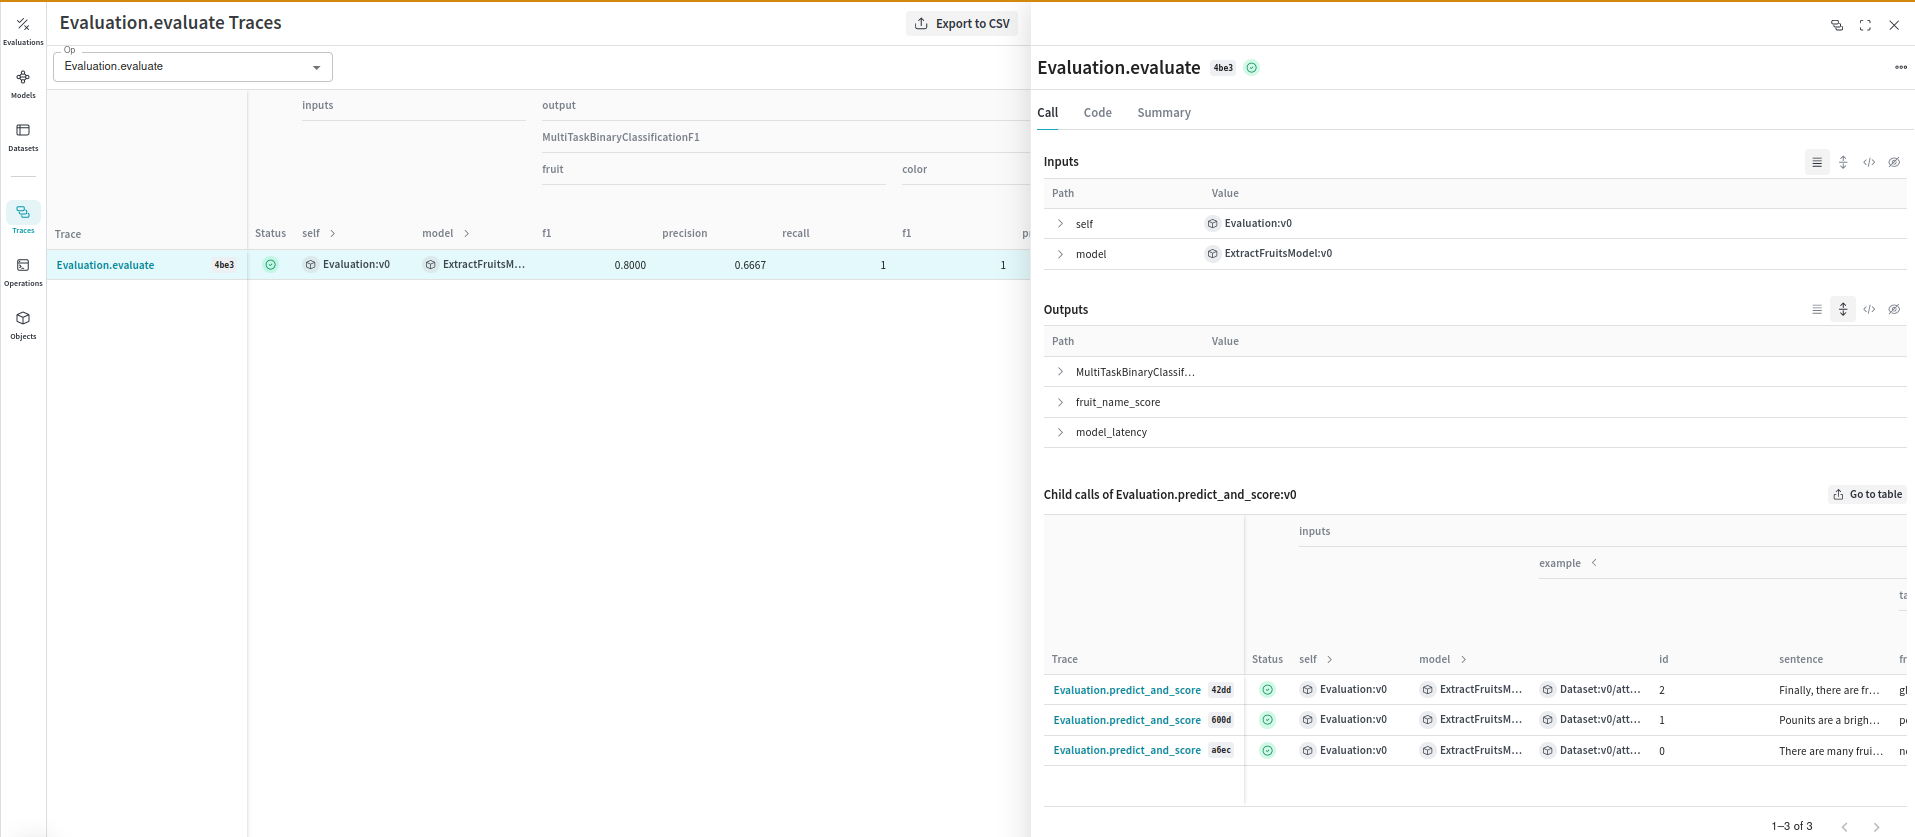 Evaluations
Models
Datasets
Traces
Operations
Objects
Evaluation.evaluate Traces
Export to CSV
Op
Evaluation.evaluate
inputs output
MultiTaskBinaryClassificationF1
fruit color
Trace Status self model f1 precision recall f1 p
Evaluation.evaluate 4be3 Evaluation:v0 ExtractFruitsM... 0.8000 0.6667 1 1
Evaluation.evaluate 4be3
Call Code Summary
Inputs
Path Value
self Evaluation:v0
model ExtractFruitsModel:v0
Outputs
Path Value
MultiTaskBinaryClassif...
fruit_name_score
model_latency
Child calls of Evaluation.predict_and_score:v0
Go to table
inputs
example
ta
Trace Status self model id sentence fr
Evaluation.predict_and_score 42dd Evaluation:v0 ExtractFruitsM... Dataset:v0/att... 2 Finally, there are fr... gl
Evaluation.predict_and_score 600d Evaluation:v0 ExtractFruitsM... Dataset:v0/att... 1 Pounits are a brigh... p
Evaluation.predict_and_score a6ec Evaluation:v0 ExtractFruitsM... Dataset:v0/att... 0 There are many frui... n
1–3 of 3